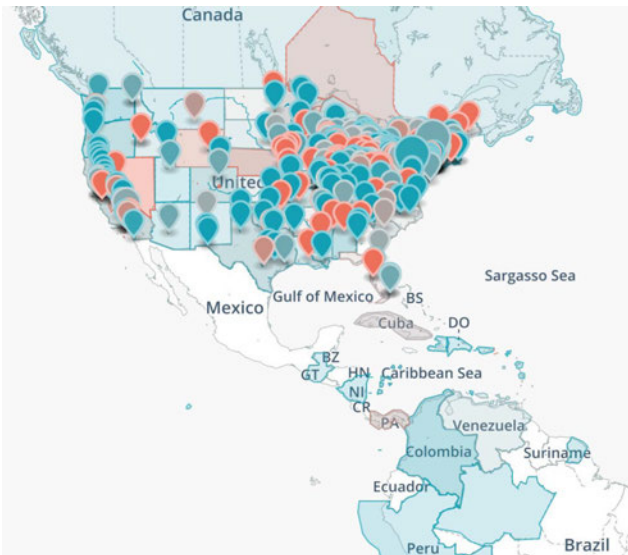 Canada
United
Sargasso Sea
Gulf of Mexico
BS
Mexico
Cuba
DO
BZ
GT
HN
Caribbean Sea
NI
CR
PA
Venezuela
Colombia
Suriname
Ecuador
Brazil
Peru